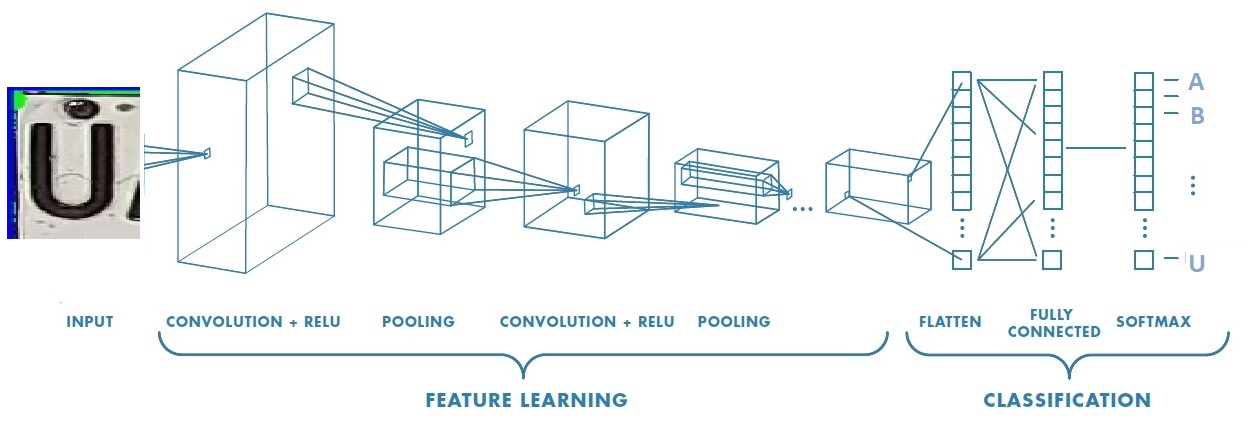 U
A
B
U
INPUT
CONVOLUTION + RELU
POOLING
CONVOLUTION + RELU
POOLING
FLATTEN
FULLY
CONNECTED
SOFTMAX
FEATURE LEARNING
CLASSIFICATION